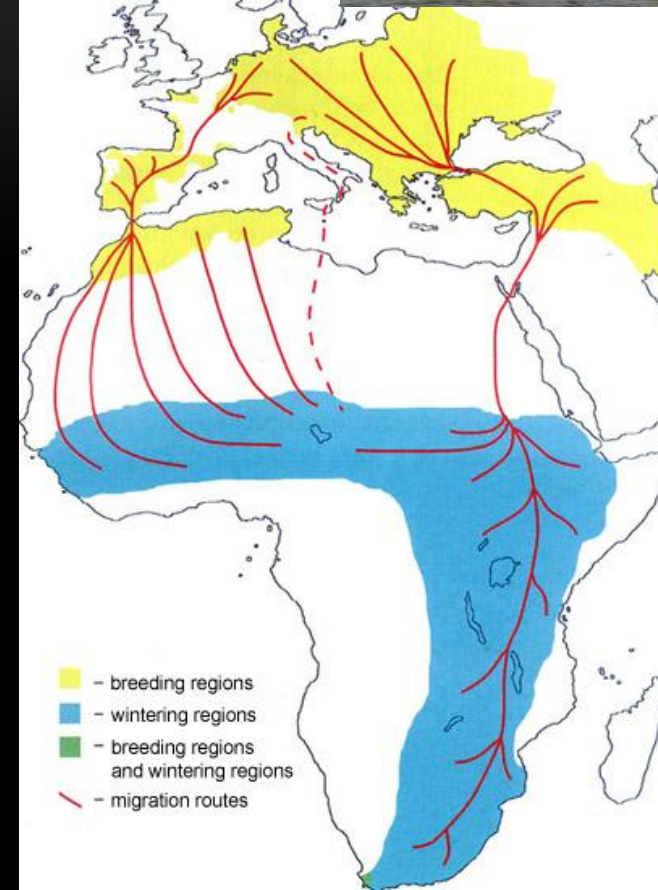 – breeding regions
– wintering regions
– breeding regions
and wintering regions
– migration routes